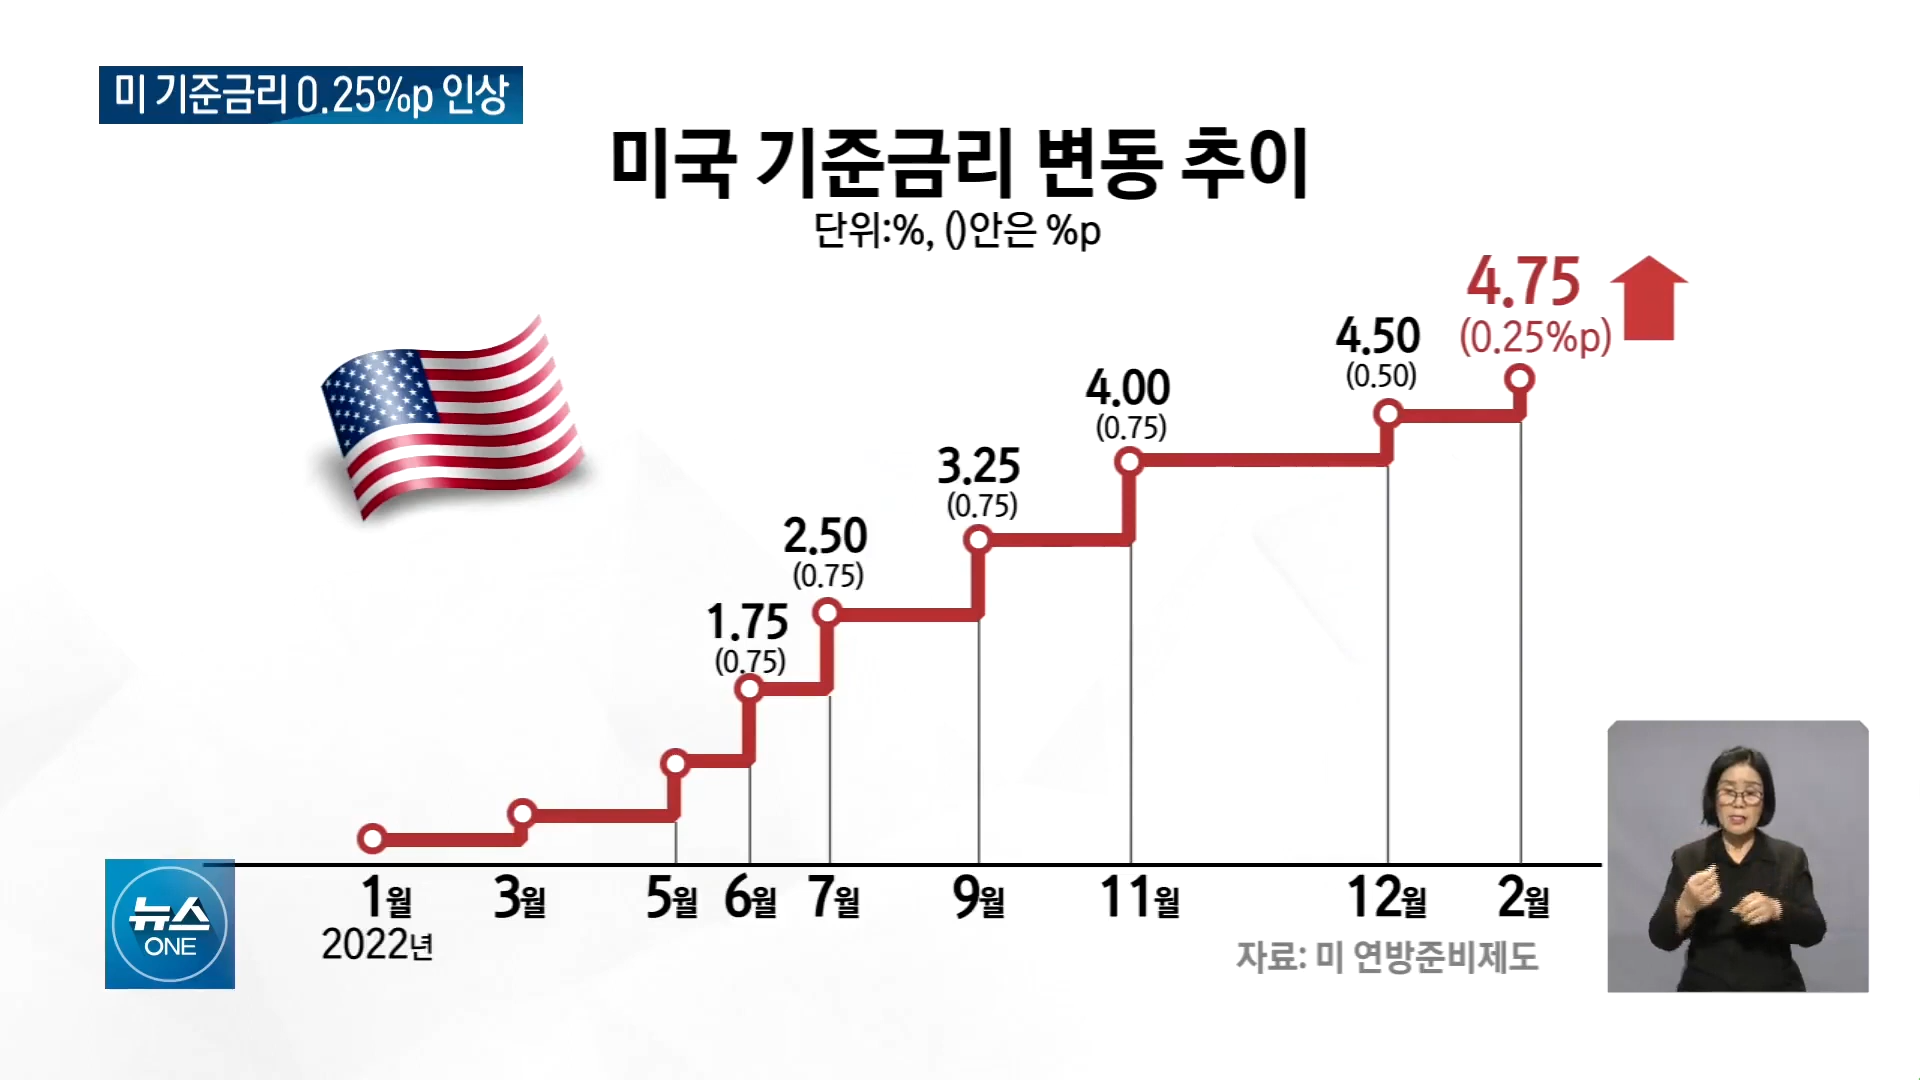 미 기준금리 0.25%p 인상
미국 기준금리 변동 추이
단위:%, ()안은 %p
4.75
(0.25%p)
4.50
(0.50)
4.00
(0.75)
3.25
(0.75)
2.50
(0.75)
1.75
(0.75)
1월 3월 5월 6월 7월 9월 11월 12월 2월
2022년
자료: 미 연방준비제도
뉴스
ONE